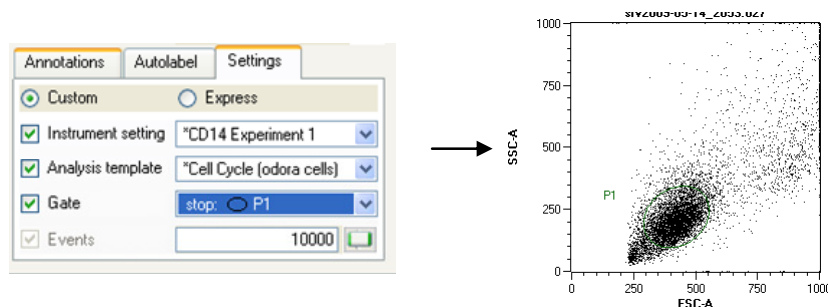 Annotations Autolabel Settings
Custom Express
Instrument setting *CD14 Experiment 1
Analysis template *Cell Cycle (odora cells)
Gate stop: P1
Events 10000
1000
750
SSC-A
500
P1
250
0
0 250 500 750 1000
FSC-A